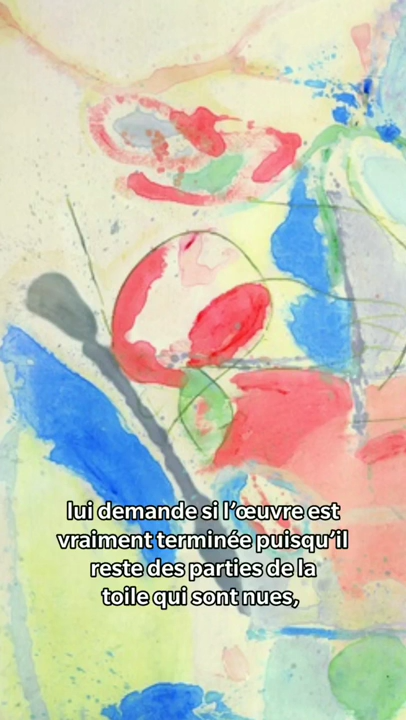 lui demande si l’œuvre est
vraiment terminée puisqu’il
reste des parties de la
toile qui sont nues,